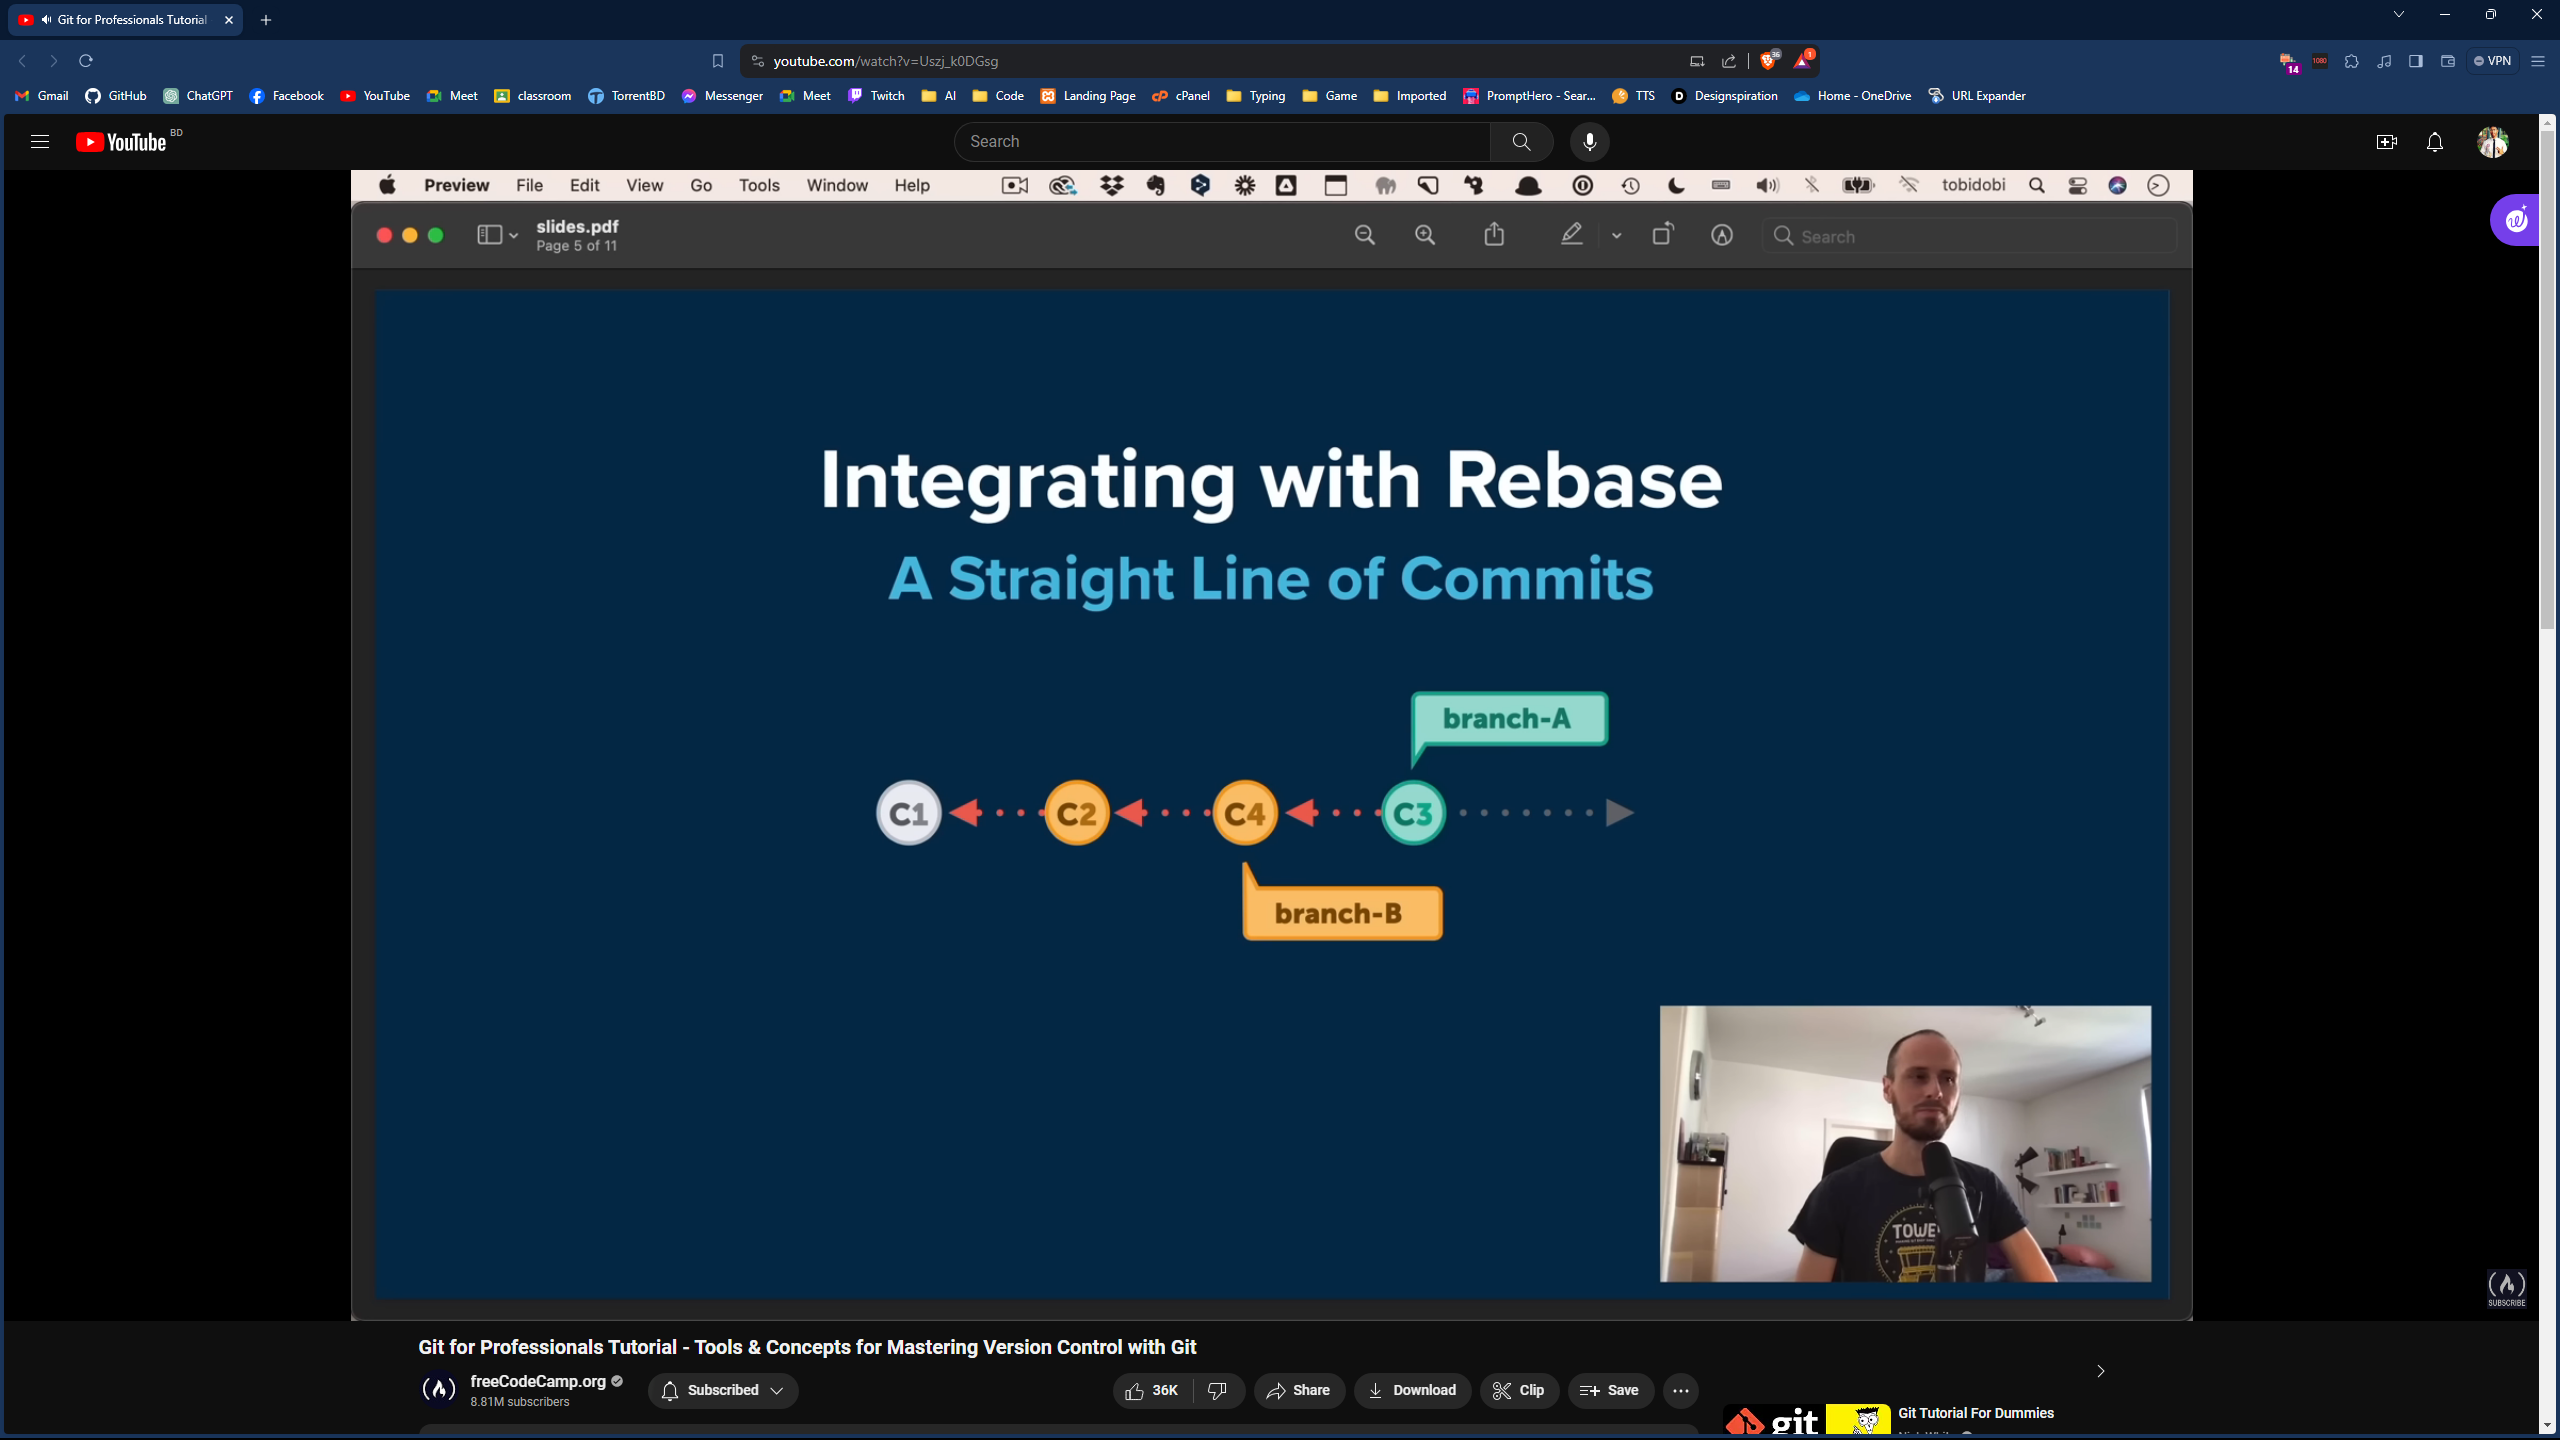 Git for Professionals Tutorial
youtube.com/watch?v=Uszj_k0DGsg
36
1
14
1080
VPN
Gmail
GitHub
ChatGPT
Facebook
YouTube
Meet
classroom
TorrentBD
Messenger
Meet
Twitch
AI
Code
Landing Page
cPanel
Typing
Game
Imported
PromptHero - Sear...
TTS
Designspiration
Home - OneDrive
URL Expander
YouTube BD
Search
Preview File Edit View Go Tools Window Help
tobidobi
slides.pdf
Page 5 of 11
Search
Integrating with Rebase
A Straight Line of Commits
branch-A
C1 C2 C4 C3
branch-B
TOWE
SUBSCRIBE
Git for Professionals Tutorial - Tools & Concepts for Mastering Version Control with Git
freeCodeCamp.org
8.81M subscribers
Subscribed
36K
Share
Download
Clip
Save
git
Git Tutorial For Dummies